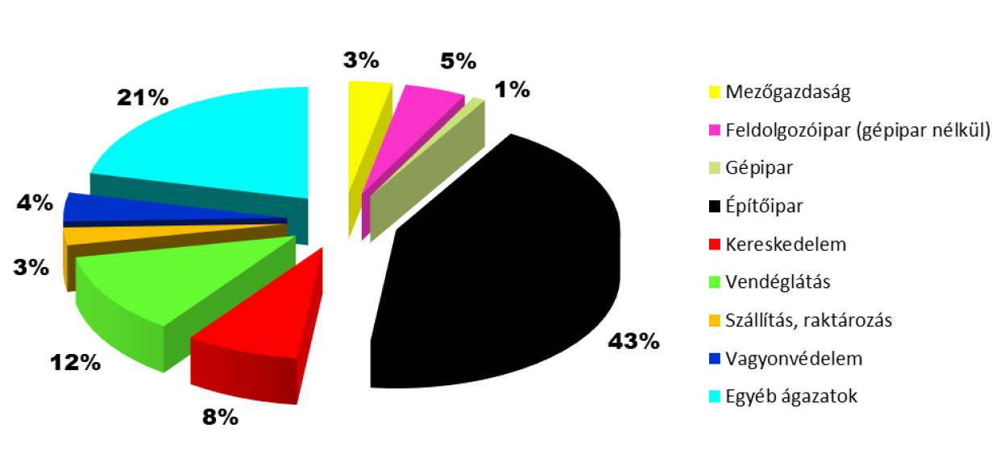 3%
5%
1%
21%
4%
3%
12%
8%
43%
Mezőgazdaság
Feldolgozóipar (gépipar nélkül)
Gépipar
Építőipar
Kereskedelem
Vendéglátás
Szállítás, raktározás
Vagyonvédelem
Egyéb ágazatok